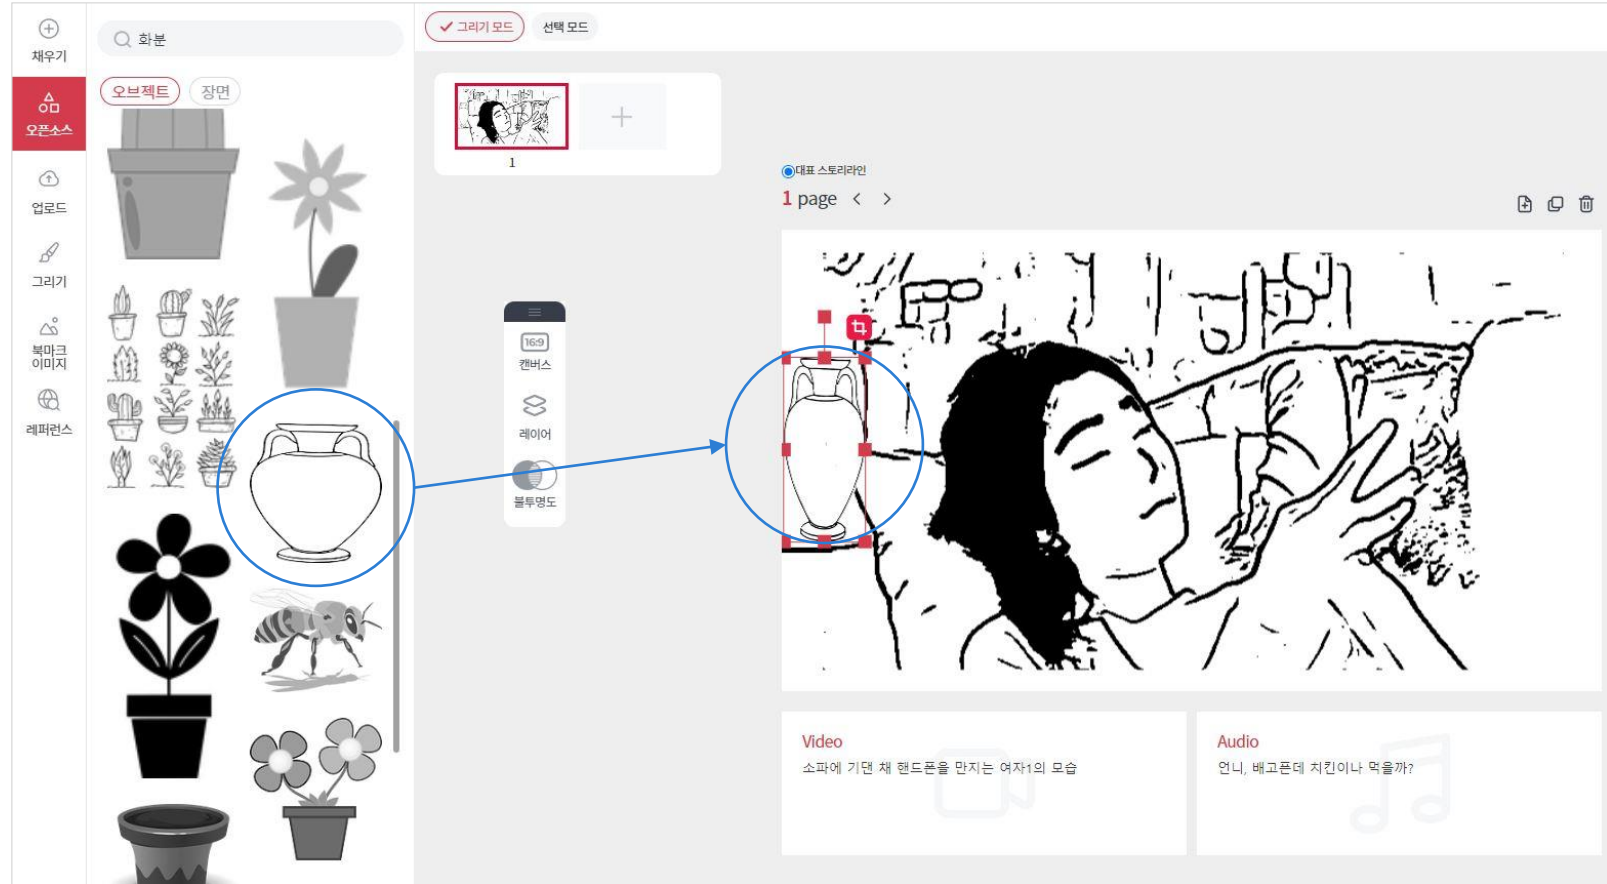 채우기
오픈소스
업로드
그리기
북마크
이미지
레퍼런스
화분
오브젝트 장면
그리기 모드 선택 모드
1
16:9
캔버스
레이어
불투명도
대표 스토리라인
1 page
Video
소파에 기댄 채 핸드폰을 만지는 여자1의 모습
Audio
언니, 배고픈데 치킨이나 먹을까?